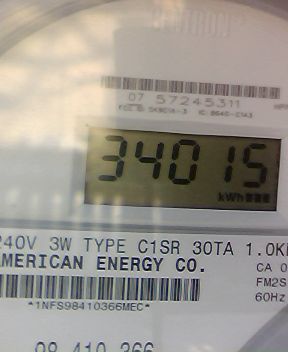 07 57245311
34015
kWh
240V 3W TYPE C1SR 30TA 1.0K
AMERICAN ENERGY CO.
CA 0
FM2S
60Hz
*1NFS98410366MEC*
98 410 366